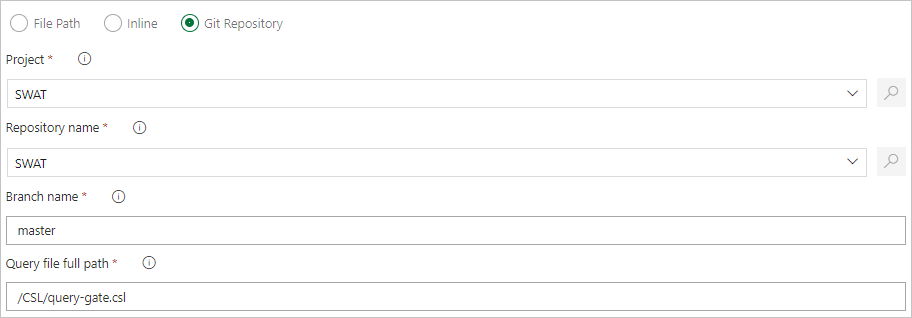 File Path Inline Git Repository
Project *
SWAT
Repository name *
SWAT
Branch name *
master
Query file full path *
/CSL/query-gate.csl